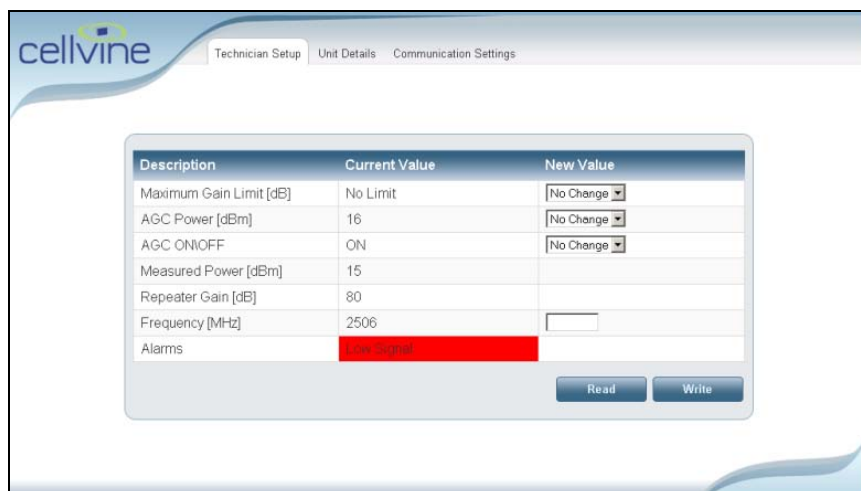 cellvine
Technician Setup Unit Details Communication Settings
Description Current Value New Value
Maximum Gain Limit [dB] No Limit No Change
AGC Power [dBm] 16 No Change
AGC ON\OFF ON No Change
Measured Power [dBm] 15
Repeater Gain [dB] 80
Frequency [MHz] 2506
Alarms Low Signal
Read Write